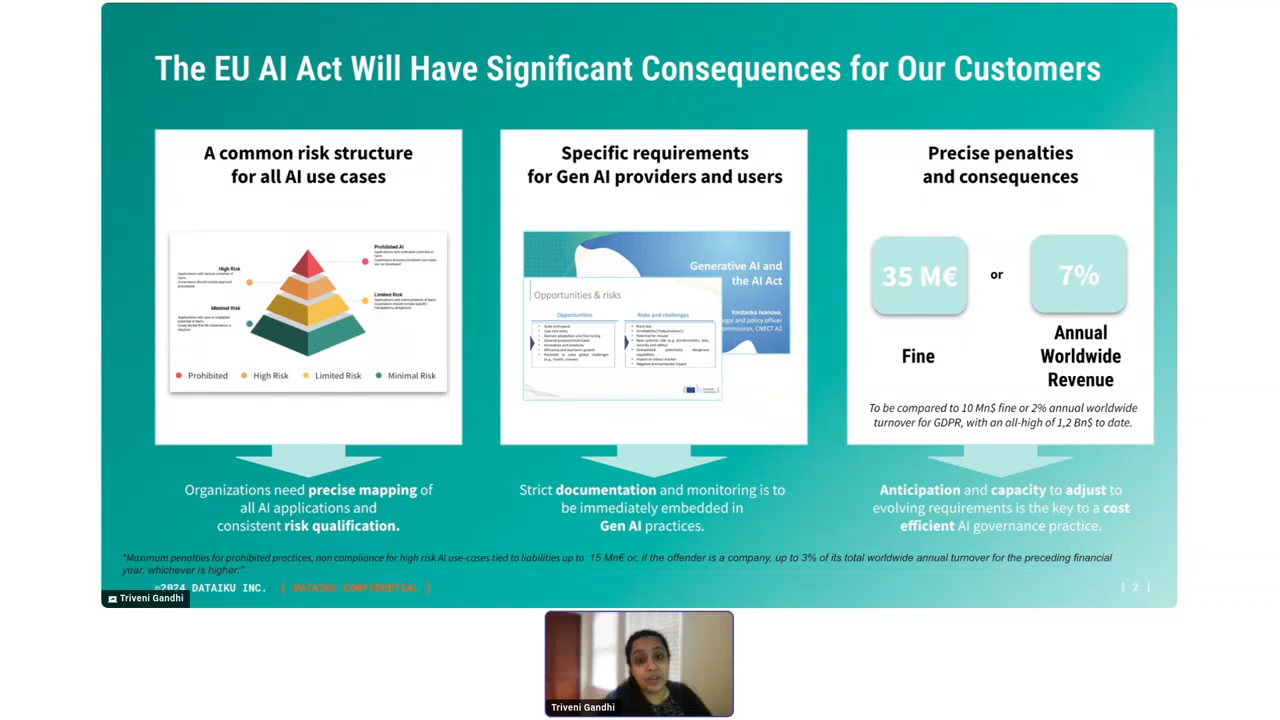 The EU AI Act Will Have Significant Consequences for Our Customers
A common risk structure
for all AI use cases
Prohibited AI
High Risk
Limited Risk
Minimal Risk
Prohibited
High Risk
Limited Risk
Minimal Risk
Organizations need precise mapping of
all AI applications and
consistent risk qualification.
Specific requirements
for Gen AI providers and users
Generative AI and
the AI Act
Yordanka Ivanova,
Opportunities & risks
Opportunities
Risks and challenges
Strict documentation and monitoring is to
be immediately embedded in
Gen AI practices.
Precise penalties
and consequences
35 M€
or
7%
Fine
Annual
Worldwide
Revenue
To be compared to 10 Mn$ fine or 2% annual worldwide
turnover for GDPR, with an all-high of 1,2 Bn$ to date.
Anticipation and capacity to adjust to
evolving requirements is the key to a cost
efficient AI governance practice.
"Maximum penalties for prohibited practices, non compliance for high risk AI use-cases tied to liabilities up to 15 Mn€ or, if the offender is a company, up to 3% of its total worldwide annual turnover for the preceding financial
year, whichever is higher:"
©2024 DATAIKU INC. [ DATAIKU CONFIDENTIAL ]
| 2 |
Triveni Gandhi
Triveni Gandhi